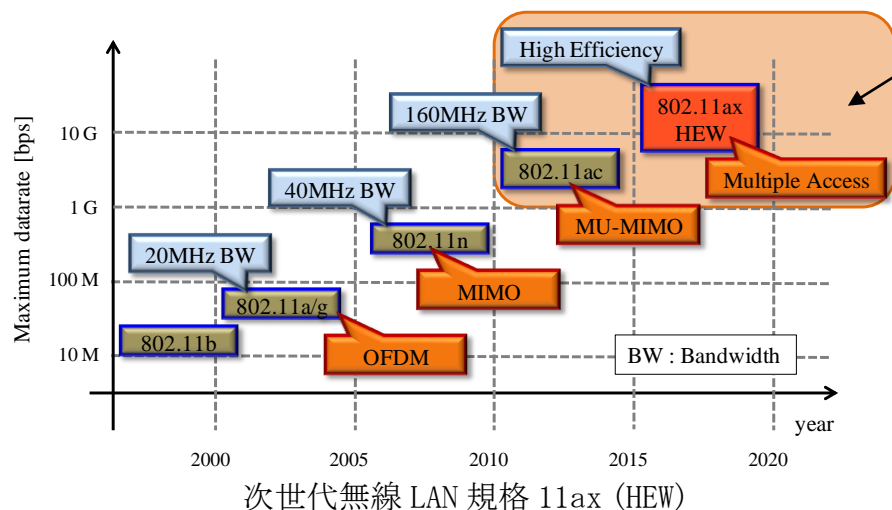 High Efficiency
160MHz BW
802.11ax
HEW
10 G
802.11ac
Multiple Access
40MHz BW
1 G
MU-MIMO
802.11n
20MHz BW
100 M
MIMO
802.11a/g
802.11b
OFDM
10 M
BW : Bandwidth
Maximum datarate [bps]
year
2000
2005
2010
2015
2020
次世代無線 LAN 規格 11ax (HEW)